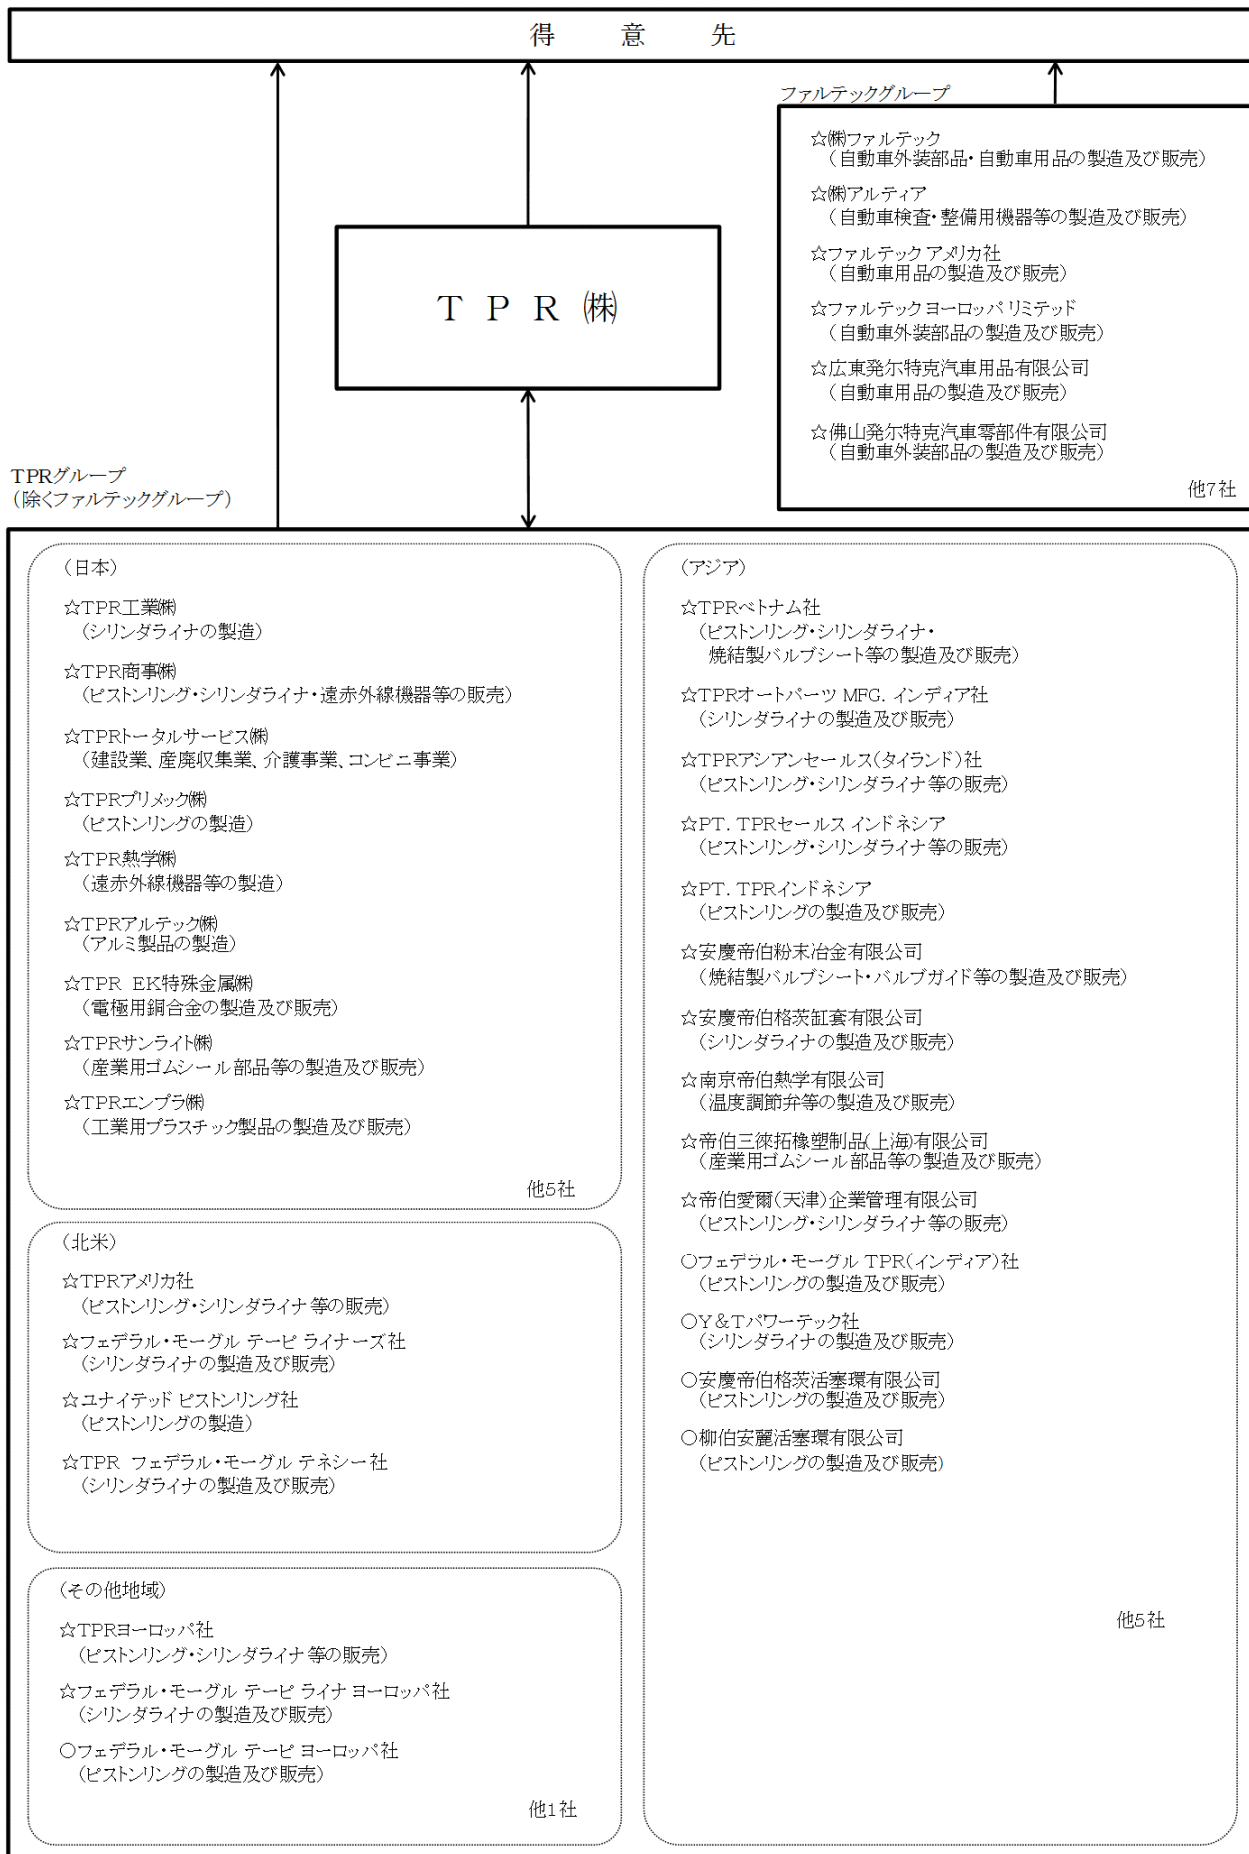 得意先
ファルテックグループ
☆㈱ファルテック
（自動車外装部品・自動車用品の製造及び販売）
☆㈱アルティア
（自動車検査・整備用機器等の製造及び販売）
☆ファルテック アメリカ社
（自動車用品の製造及び販売）
☆ファルテック ヨーロッパ リミテッド
（自動車外装部品の製造及び販売）
☆広東発尓特克汽車用品有限公司
（自動車用品の製造及び販売）
☆佛山発尓特克汽車零部件有限公司
（自動車外装部品の製造及び販売）
他7社
ＴＰＲ㈱
TPRグループ
（除くファルテックグループ）
（日本）
☆TPR工業㈱
（シリンダライナの製造）
☆TPR商事㈱
（ピストンリング・シリンダライナ・遠赤外線機器等の販売）
☆TPRトータルサービス㈱
（建設業、産廃収集業、介護事業、コンビニ事業）
☆TPRプリメック㈱
（ピストンリングの製造）
☆TPR熱学㈱
（遠赤外線機器等の製造）
☆TPRアルテック㈱
（アルミ製品の製造）
☆TPR EK特殊金属㈱
（電極用銅合金の製造及び販売）
☆TPRサンライト㈱
（産業用ゴムシール部品等の製造及び販売）
☆TPRエンプラ㈱
（工業用プラスチック製品の製造及び販売）
他5社
（北米）
☆TPRアメリカ社
（ピストンリング・シリンダライナ等の販売）
☆フェデラル・モーグル テーピ ライナーズ社
（シリンダライナの製造及び販売）
☆ユナイテッド ピストンリング社
（ピストンリングの製造）
☆TPR フェデラル・モーグル テネシー社
（シリンダライナの製造及び販売）
（その他地域）
☆TPRヨーロッパ社
（ピストンリング・シリンダライナ等の販売）
☆フェデラル・モーグル テーピ ライナ ヨーロッパ社
（シリンダライナの製造及び販売）
○フェデラル・モーグル テーピ ヨーロッパ社
（ピストンリングの製造及び販売）
他1社
（アジア）
☆TPRベトナム社
（ピストンリング・シリンダライナ・
焼結製バルブシート等の製造及び販売）
☆TPRオートパーツ MFG. インディア社
（シリンダライナの製造及び販売）
☆TPRアシアンセールス（タイランド）社
（ピストンリング・シリンダライナ等の販売）
☆PT. TPRセールス インドネシア
（ピストンリング・シリンダライナ等の販売）
☆PT. TPRインドネシア
（ピストンリングの製造及び販売）
☆安慶帝伯粉末冶金有限公司
（焼結製バルブシート・バルブガイド等の製造及び販売）
☆安慶帝伯格茨缸套有限公司
（シリンダライナの製造及び販売）
☆南京帝伯熱学有限公司
（温度調節弁等の製造及び販売）
☆帝伯三徠拓橡塑制品(上海)有限公司
（産業用ゴムシール部品等の製造及び販売）
☆帝伯愛爾（天津）企業管理有限公司
（ピストンリング・シリンダライナ等の販売）
○フェデラル・モーグル TPR（インディア）社
（ピストンリングの製造及び販売）
○Y＆Tパワーテック社
（シリンダライナの製造及び販売）
○安慶帝伯格茨活塞環有限公司
（ピストンリングの製造及び販売）
○柳伯安麗活塞環有限公司
（ピストンリングの製造及び販売）
他5社